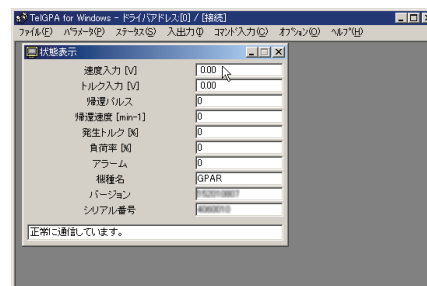 TelGPA for Windows - ドライバアドレス[0] / [接続]
ファイル(F) パラメータ(P) ステータス(S) 入出力(I) コマンド入力(C) オプション(O) ヘルプ(H)
状態表示
速度入力 [V] 0.00
トルク入力 [V] 0.00
帰還パルス 0
帰還速度 [min-1] 0
発生トルク [%] 0
負荷率 [%] 0
アラーム 0
機種名 GPAR
バージョン
シリアル番号
正常に通信しています。